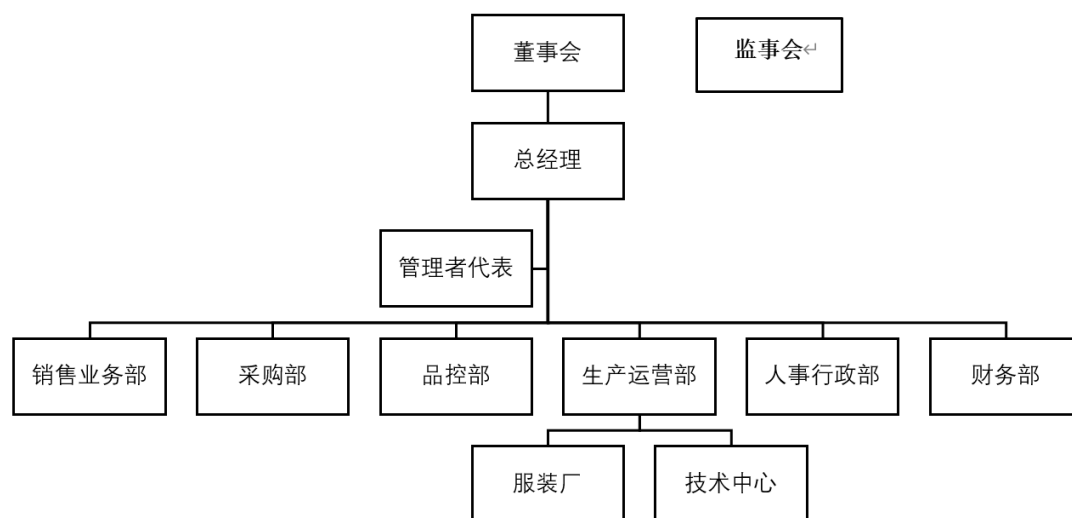 董事会
监事会↵
总经理
管理者代表
销售业务部
采购部
品控部
生产运营部
人事行政部
财务部
服装厂
技术中心